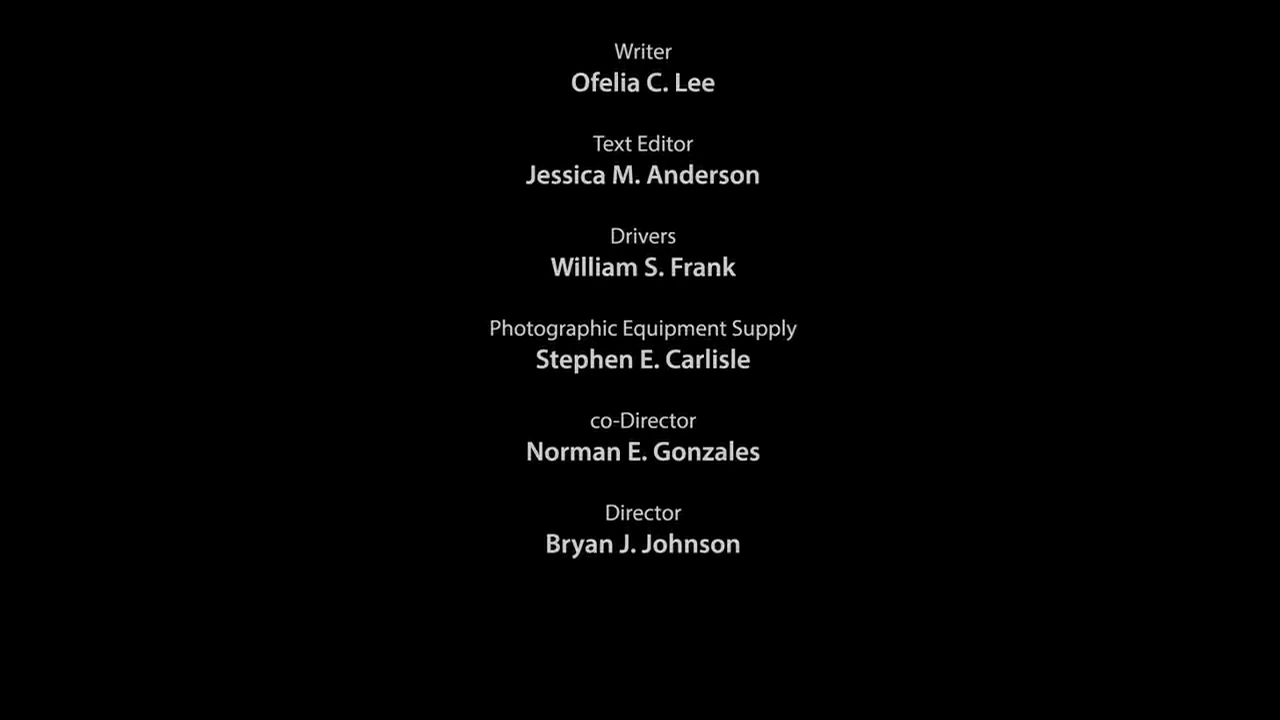 Writer
Ofelia C. Lee
Text Editor
Jessica M. Anderson
Drivers
William S. Frank
Photographic Equipment Supply
Stephen E. Carlisle
co-Director
Norman E. Gonzales
Director
Bryan J. Johnson